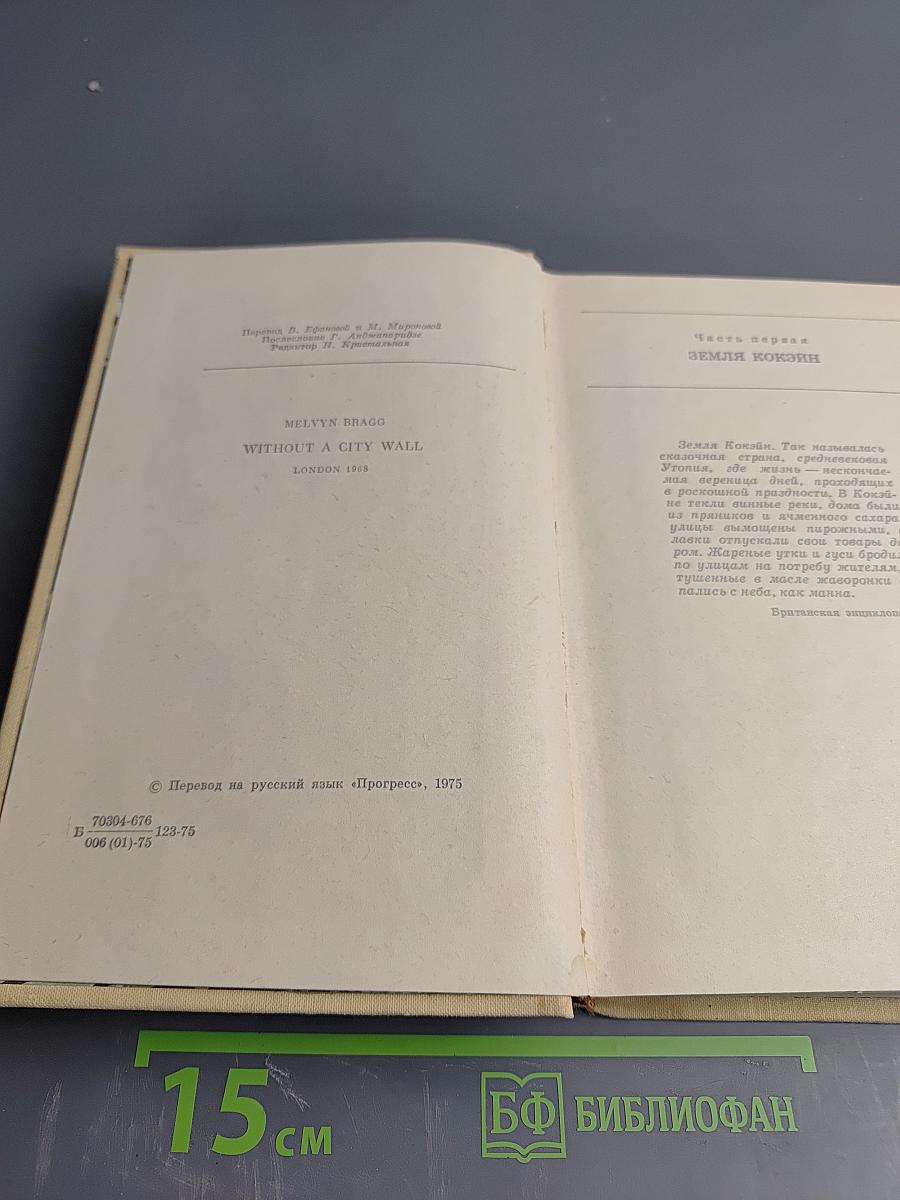 Перевод В. Ефановой и М. Мироновой
Послесловие Г. Анджапаридзе
Редактор Н. Кристальная
MELVYN BRAGG
WITHOUT A CITY WALL
LONDON 1968
© Перевод на русский язык «Прогресс», 1975
Б 70304-676
006 (01)-75 123-75
Часть первая
ЗЕМЛЯ КОКЭЙН
Земля Кокэйн. Так называлась
сказочная страна, средневековая
Утопия, где жизнь — нескончае-
мая вереница дней, проходящих
в роскошной праздности. В Кокэй-
не текли винные реки, дома были
из пряников и ячменного сахара
улицы вымощены пирожными,
лавки отпускали свои товары да
ром. Жареные утки и гуси бродил
по улицам на потребу жителям,
тушенные в масле жаворонки
пались с неба, как манна.
Британская энциклоп
15 см
БФ БИБЛИОФАН